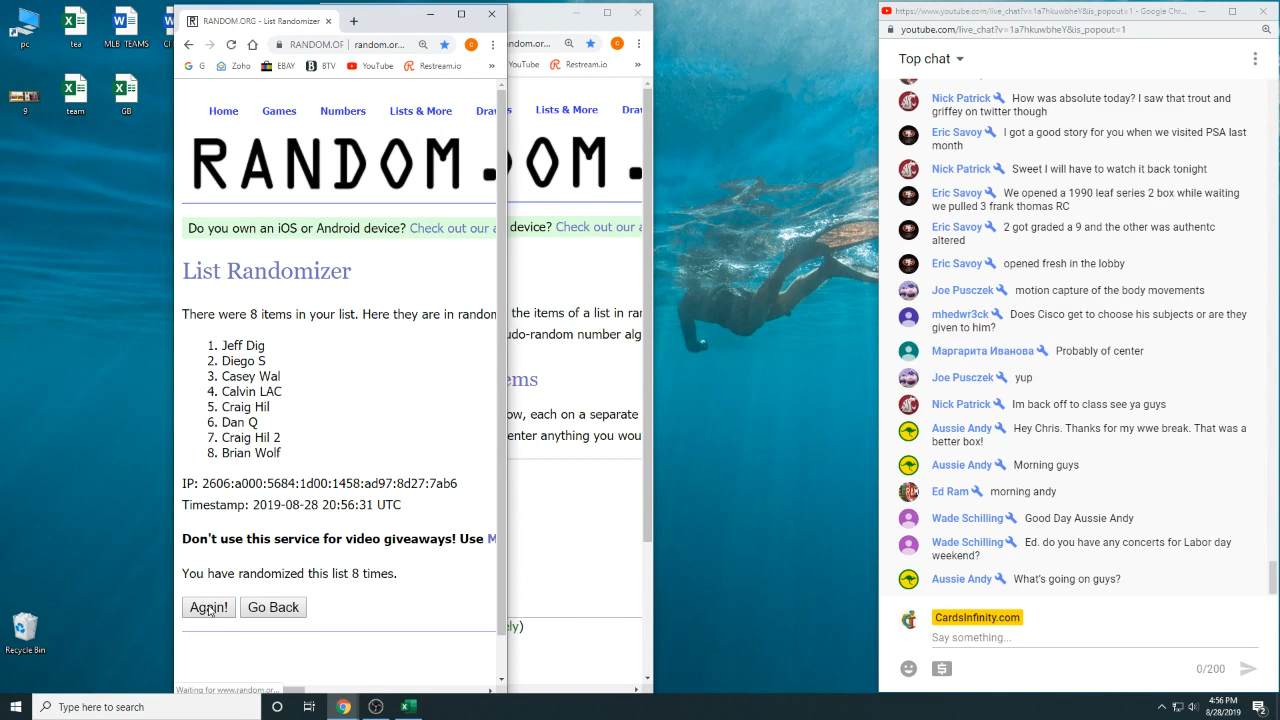 pc
tea
MLB TEAMS
9
team
GB
Recycle Bin
RANDOM.ORG - List Randomizer
RANDOM.OF
random.or...
G
Zoho
EBAY
BTV
YouTube
Restream.io
»
Home
Games
Numbers
Lists & More
Drav
RANDOM.
Do you own an iOS or Android device? Check out our a
List Randomizer
There were 8 items in your list. Here they are in random
1. Jeff Dig
2. Diego S
3. Casey Wal
4. Calvin LAC
5. Craig Hil
6. Dan Q
7. Craig Hil 2
8. Brian Wolf
IP: 2606:a000:5684:1d00:1458:ad97:8d27:7ab6
Timestamp: 2019-08-28 20:56:31 UTC
Don't use this service for video giveaways! Use M
You have randomized this list 8 times.
Again!
Go Back
Waiting for www.random.or...
ndom.or...
YouTube
Restream.io
»
Lists & More
Drav
OM.
device? Check out our a
the items of a list in ran
udo-random number alg
ems
ow, each on a separate
enter anything you wou
ely)
https://www.youtube.com/live_chat?v=1a7hkuwbheY&is_popout=1 - Google Chr...
youtube.com/live_chat?v=1a7hkuwbheY&is_popout=1
Top chat
Nick Patrick How was absolute today? I saw that trout and
griffey on twitter though
Eric Savoy I got a good story for you when we visited PSA last
month
Nick Patrick Sweet I will have to watch it back tonight
Eric Savoy We opened a 1990 leaf series 2 box while waiting
we pulled 3 frank thomas RC
Eric Savoy 2 got graded a 9 and the other was authentc
altered
Eric Savoy opened fresh in the lobby
Joe Pusczek motion capture of the body movements
mhedwr3ck Does Cisco get to choose his subjects or are they
given to him?
Маргарита Иванова Probably of center
Joe Pusczek yup
Nick Patrick Im back off to class see ya guys
Aussie Andy Hey Chris. Thanks for my wwe break. That was a
better box!
Aussie Andy Morning guys
Ed Ram morning andy
Wade Schilling Good Day Aussie Andy
Wade Schilling Ed. do you have any concerts for Labor day
weekend?
Aussie Andy What's going on guys?
CardsInfinity.com
Say something...
0/200
Type here to search
4:56 PM
8/28/2019
2